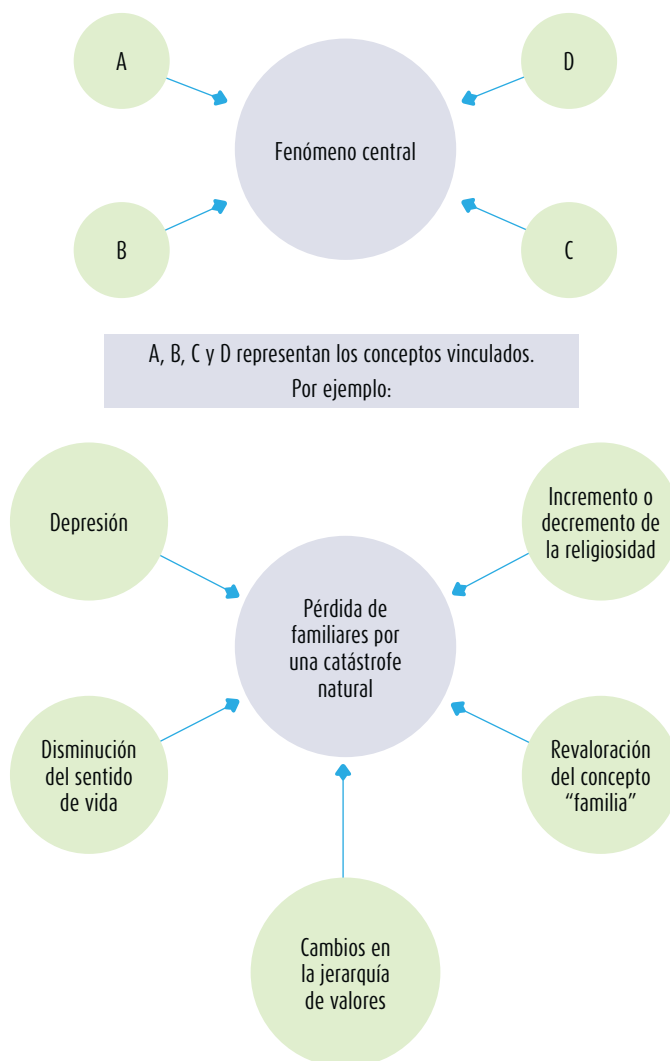 A
D
Fenómeno central
B
C
A, B, C y D representan los conceptos vinculados.
Por ejemplo:
Depresión
Incremento o
decremento de
la religiosidad
Pérdida de
familiares por
una catástrofe
natural
Disminución
del sentido
de vida
Revaloración
del concepto
“familia”
Cambios en
la jerarquía
de valores